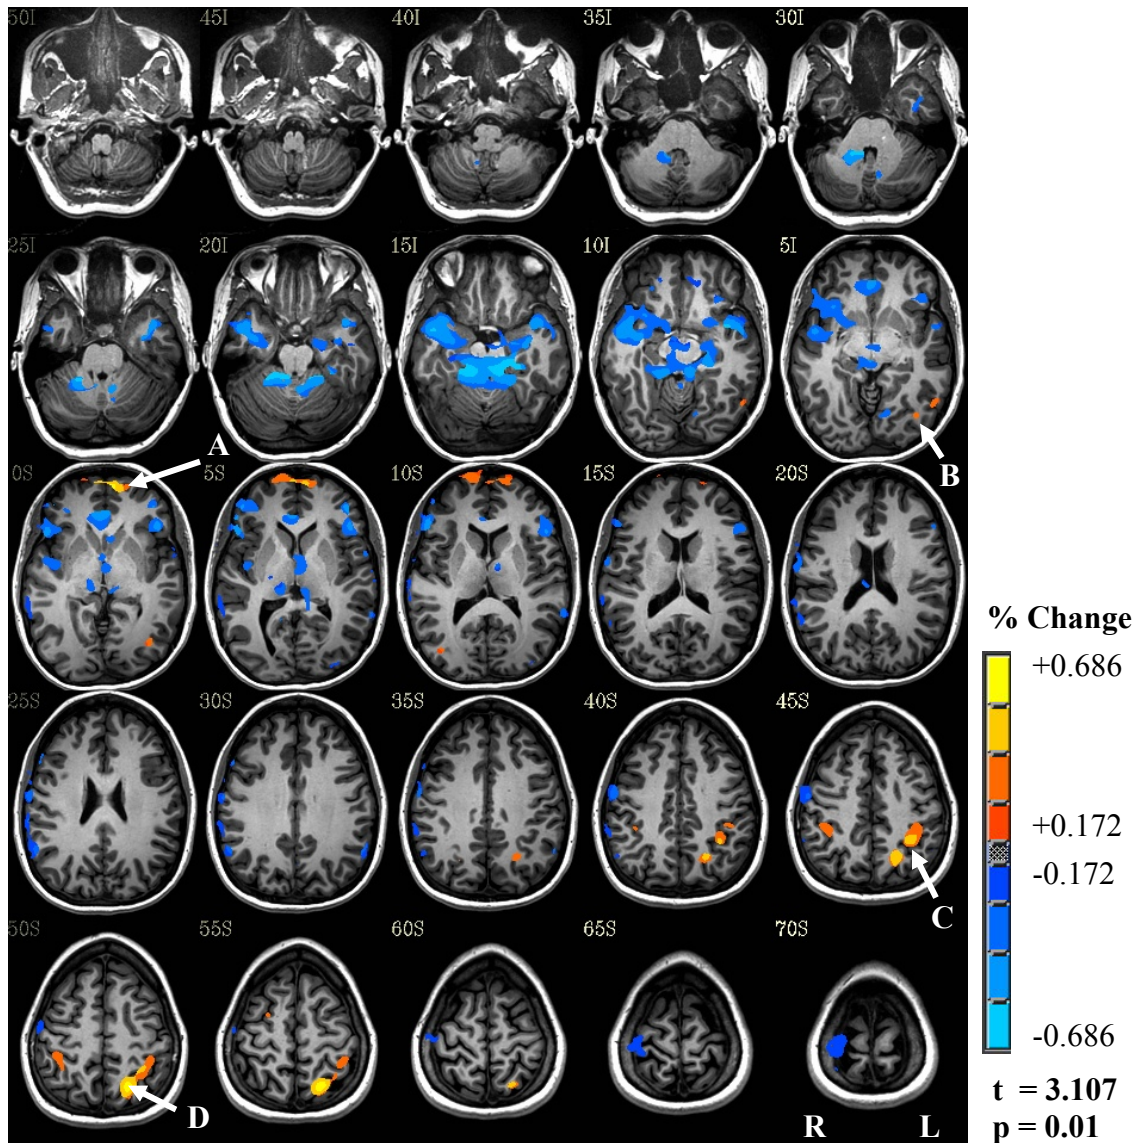 50I 45I 40I 35I 30I
25I 20I 15I 10I 5I
A
B
0S 5S 10S 15S 20S
% Change
+0.686
25S 30S 35S 40S 45S
+0.172
-0.172
C
50S 55S 60S 65S 70S
-0.686
D
R L
t = 3.107
p = 0.01